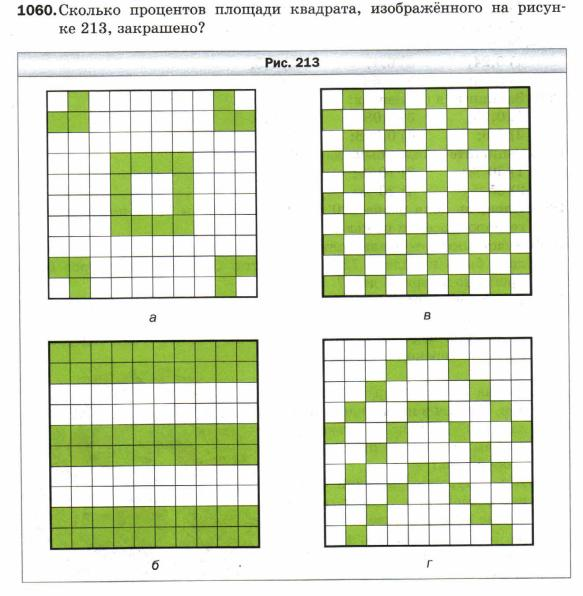 1060. Сколько процентов площади квадрата, изображённого на рисун-
ке 213, закрашено?
Рис. 213
а
в
б
г